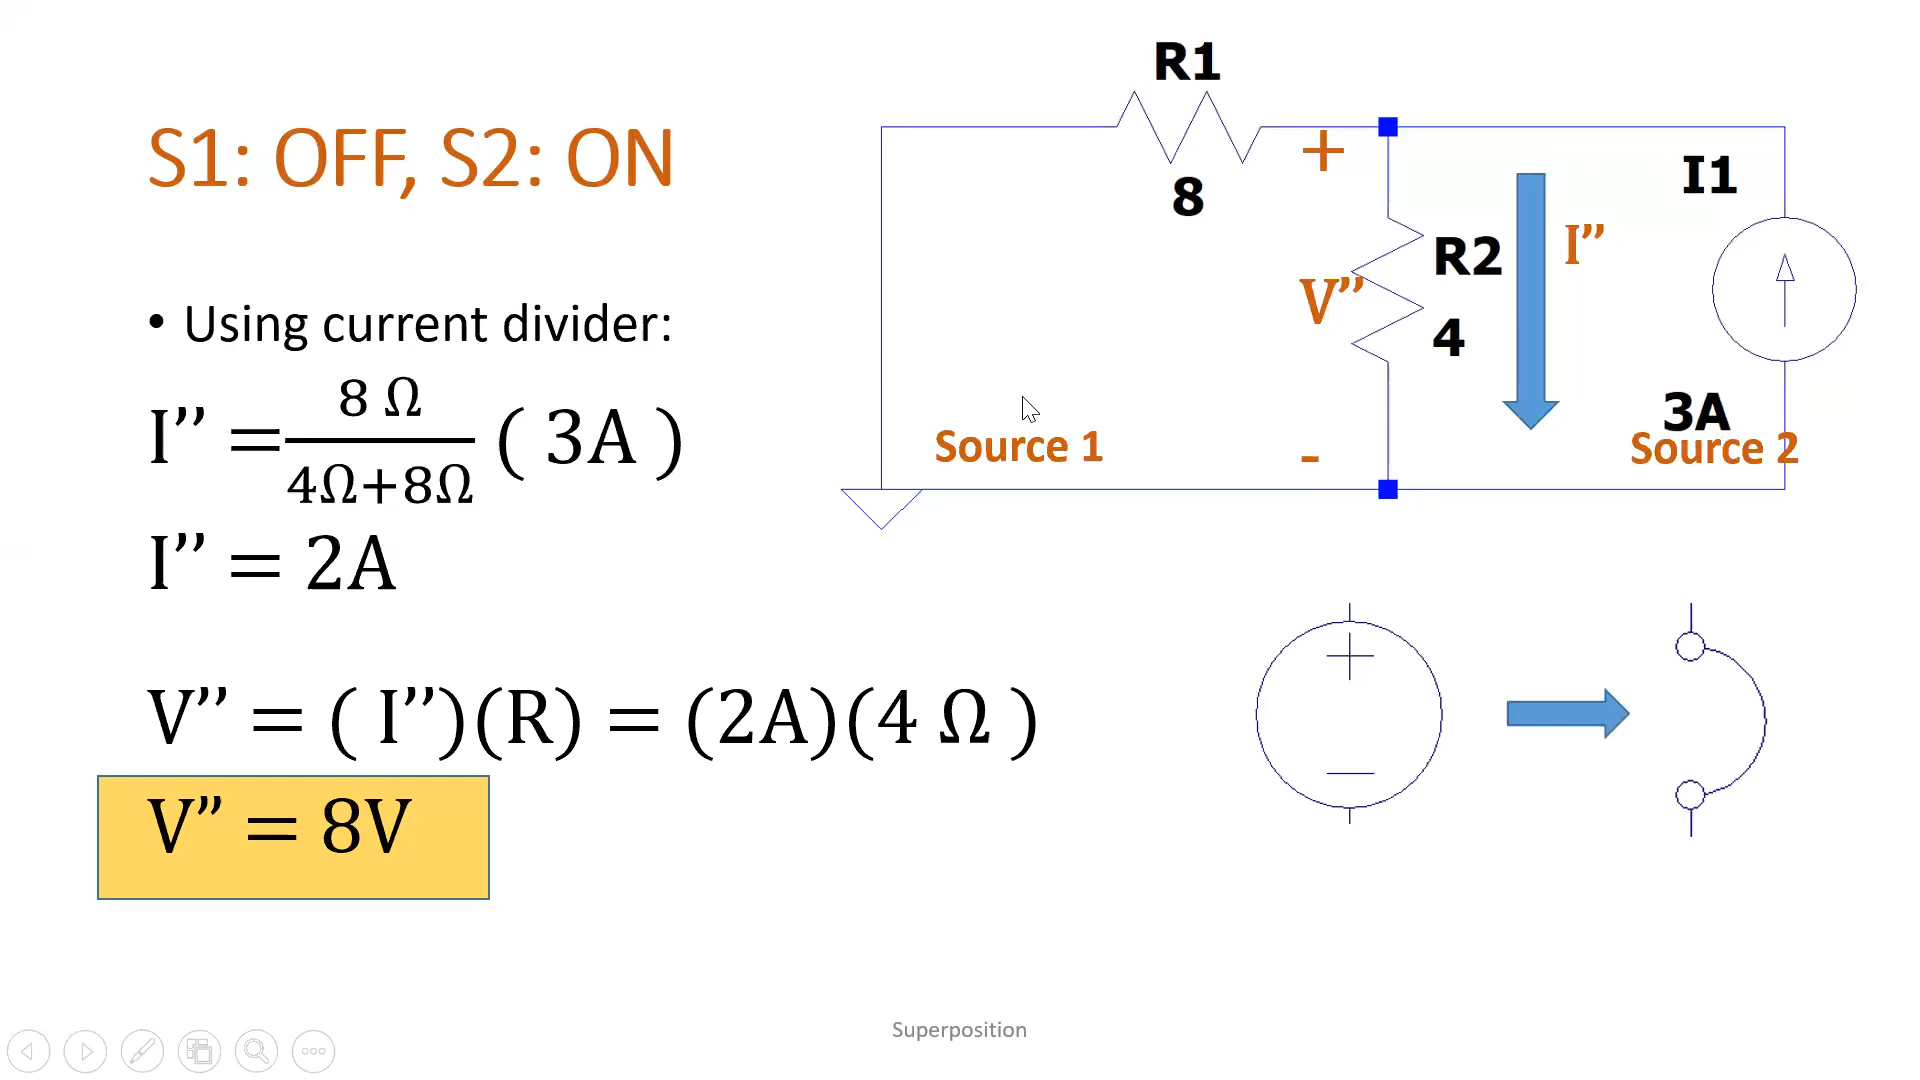 S1: OFF, S2: ON
• Using current divider:
I’’ = 8 Ω / 4Ω+8Ω ( 3A )
I’’ = 2A
V’’ = ( I’’)(R) = (2A)(4 Ω )
V” = 8V
R1
8
+
V”
-
R2
4
I”
I1
3A
Source 1
Source 2
+
—
Superposition